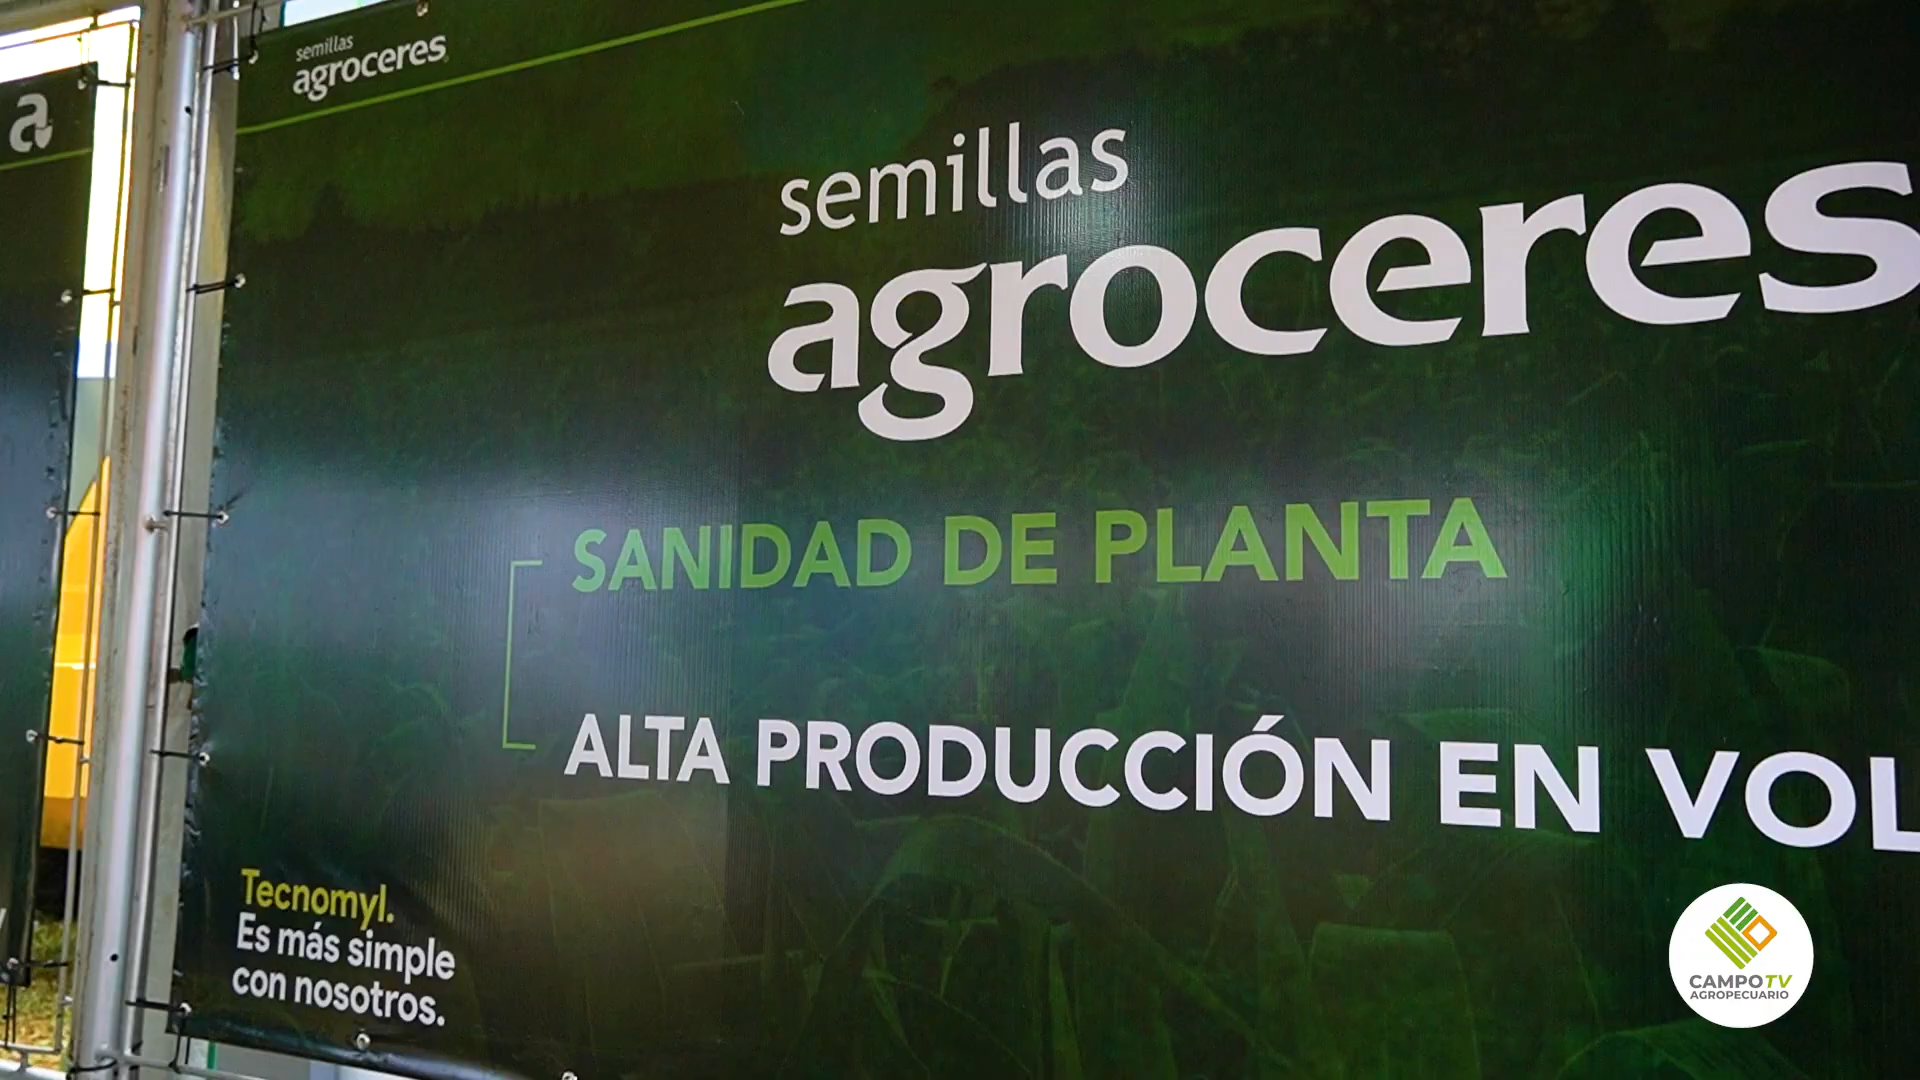 semillas
agroceres
a
semillas
agroceres
SANIDAD DE PLANTA
ALTA PRODUCCIÓN EN VOL
Tecnomyl.
Es más simple
con nosotros.
CAMPO TV
AGROPECUARIO